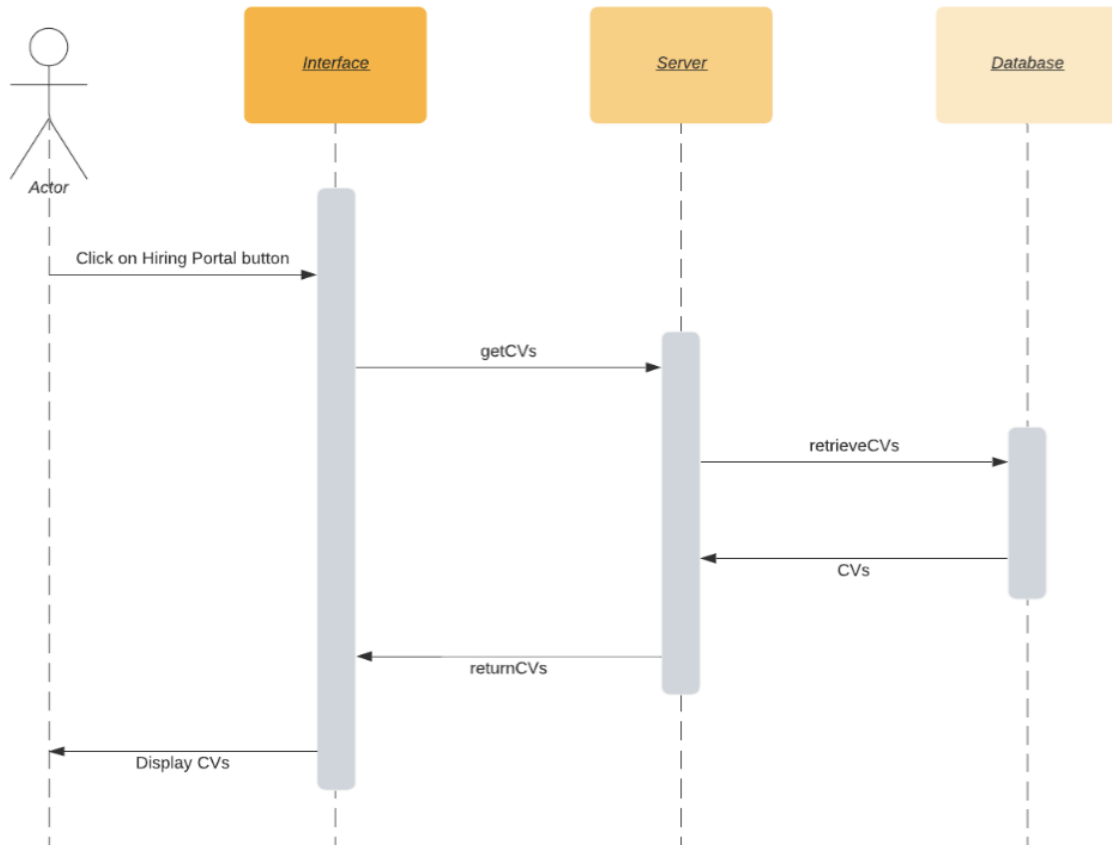 Interface
Server
Database
Actor
Click on Hiring Portal button
getCVs
retrieveCVs
CVs
returnCVs
Display CVs